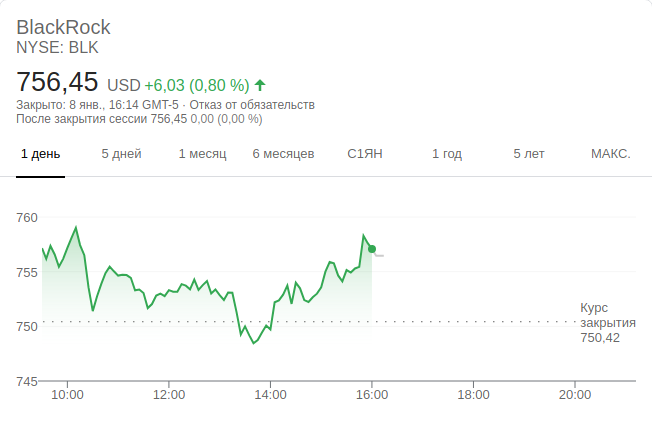 BlackRock
NYSE: BLK
756,45 USD +6,03 (0,80 %) ↑
Закрыто: 8 янв., 16:14 GMT-5 · Отказ от обязательств
После закрытия сессии 756,45 0,00 (0,00 %)
1 день 5 дней 1 месяц 6 месяцев С1ЯН 1 год 5 лет МАКС.
760
755
750
745
Курс
закрытия
750,42
10:00 12:00 14:00 16:00 18:00 20:00